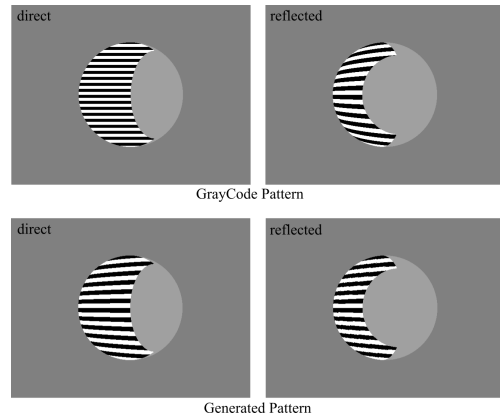 direct
reflected
GrayCode Pattern
direct
reflected
Generated Pattern